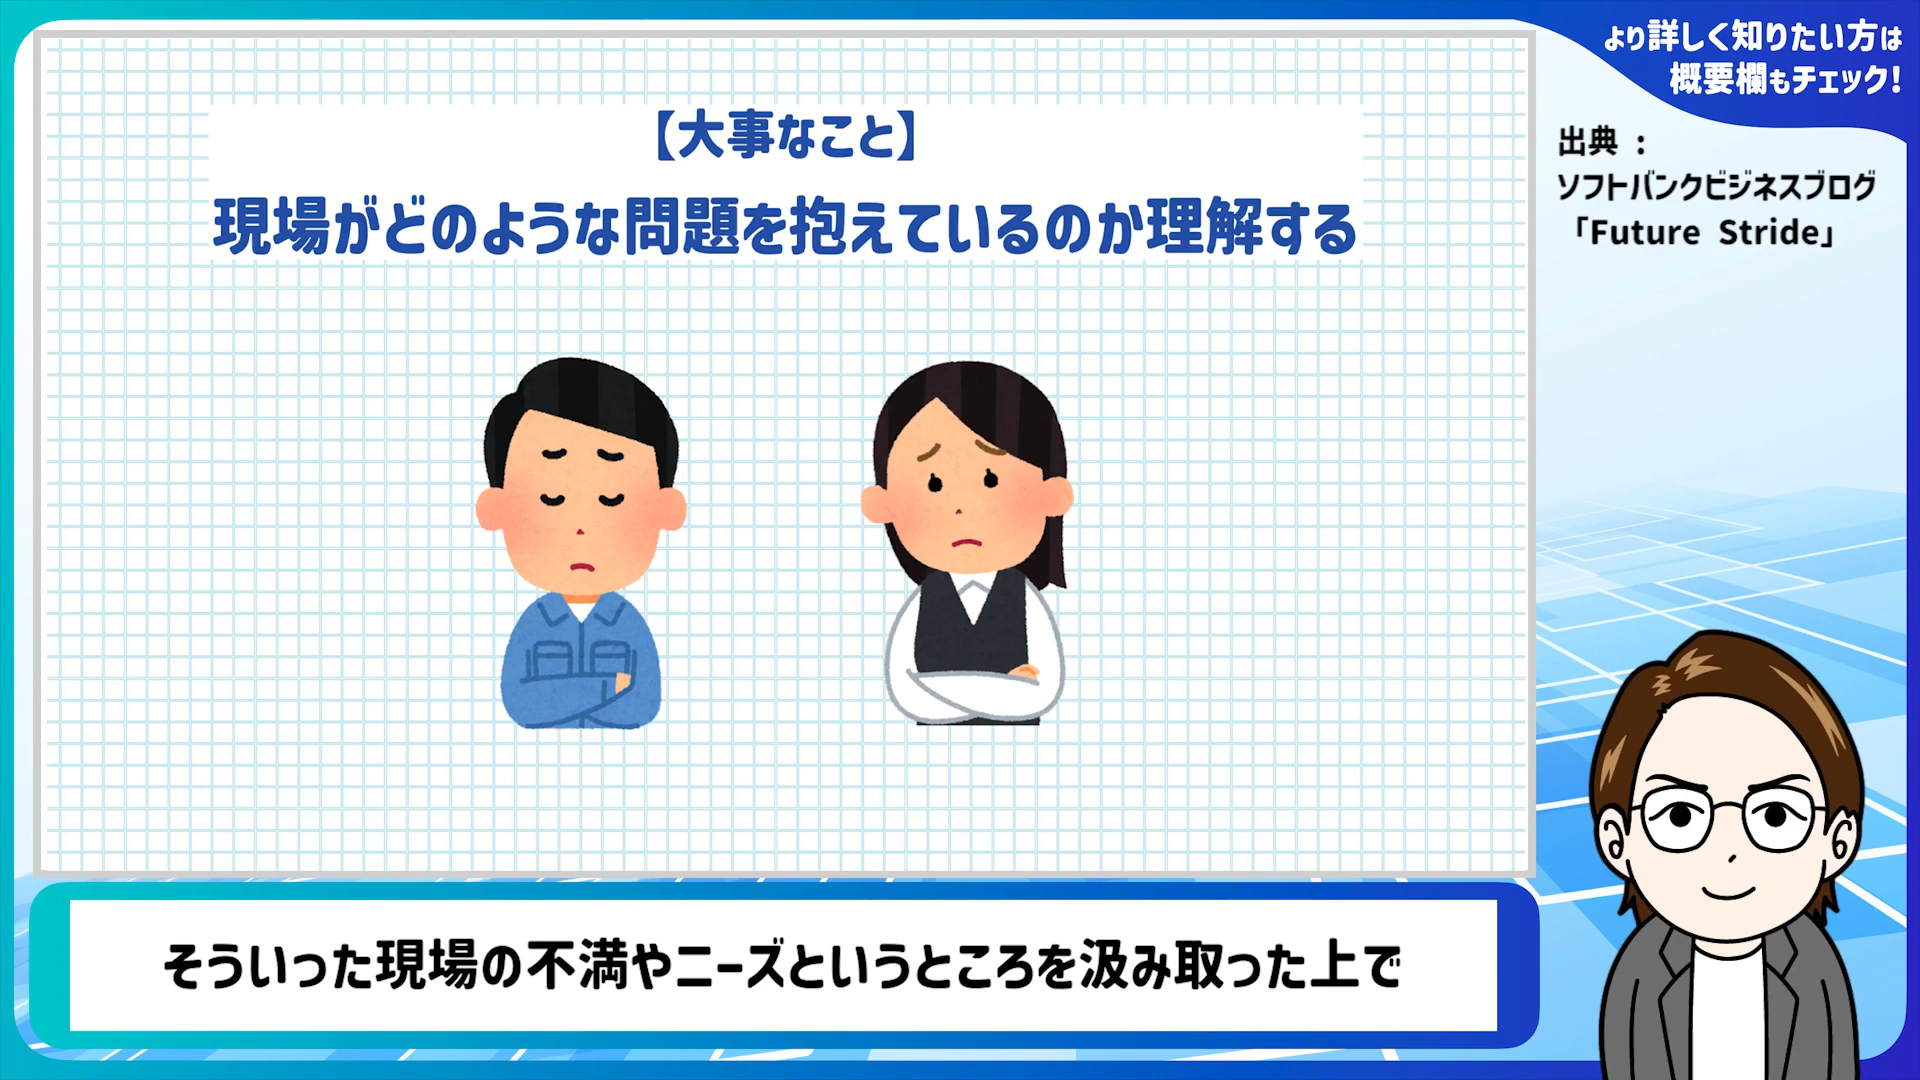 【大事なこと】
現場がどのような問題を抱えているのか理解する
より詳しく知りたい方は
概要欄もチェック!
出典 :
ソフトバンクビジネスブログ
「Future Stride」
そういった現場の不満やニーズというところを汲み取った上で